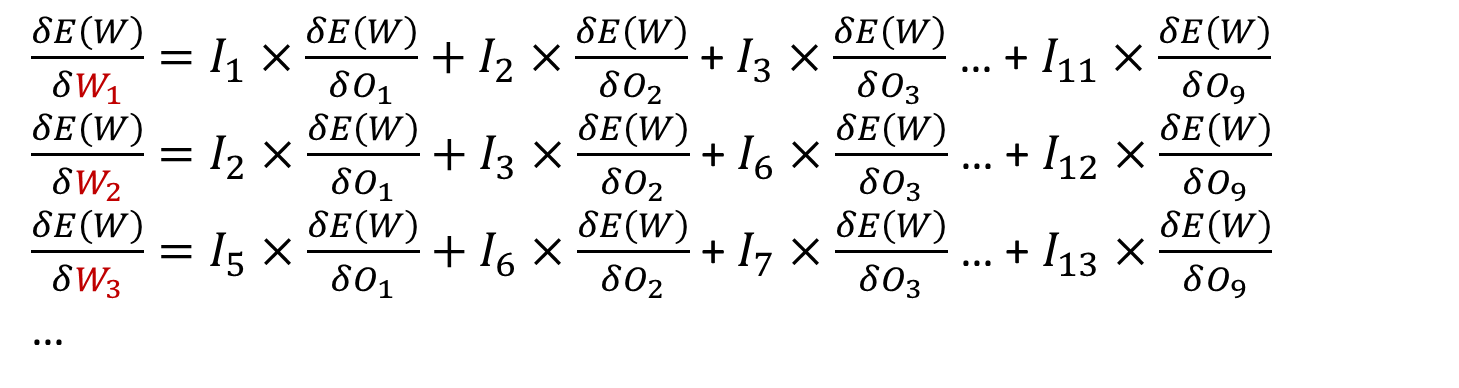 δE(W)/δW₁ = I₁ × δE(W)/δO₁ + I₂ × δE(W)/δO₂ + I₃ × δE(W)/δO₃ ... + I₁₁ × δE(W)/δO₉
δE(W)/δW₂ = I₂ × δE(W)/δO₁ + I₃ × δE(W)/δO₂ + I₆ × δE(W)/δO₃ ... + I₁₂ × δE(W)/δO₉
δE(W)/δW₃ = I₅ × δE(W)/δO₁ + I₆ × δE(W)/δO₂ + I₇ × δE(W)/δO₃ ... + I₁₃ × δE(W)/δO₉
...